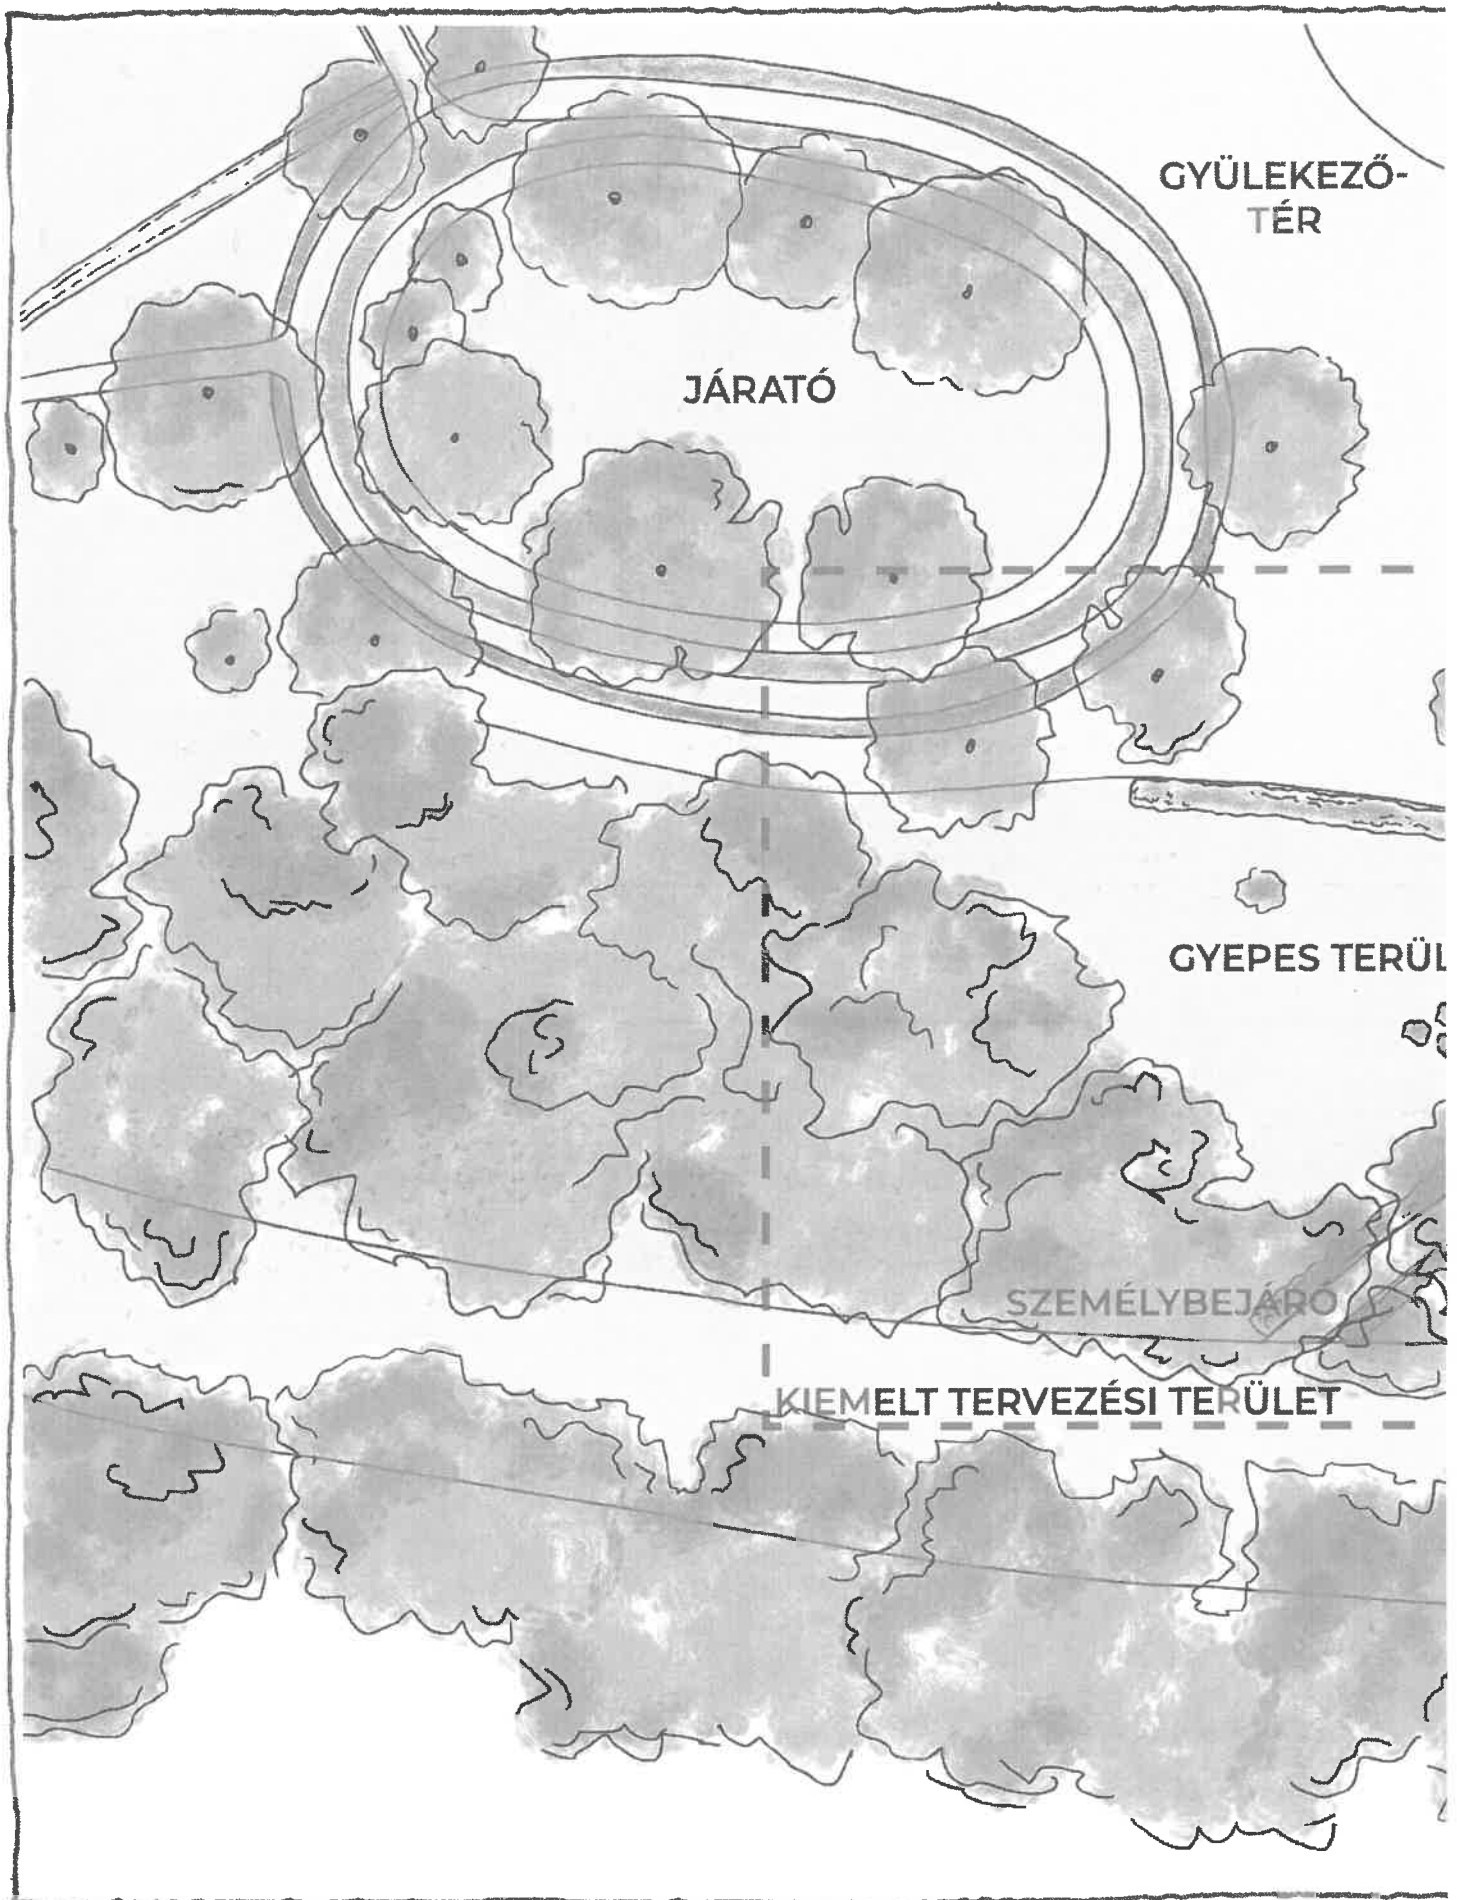 GYÜLEKEZŐ-
TÉR
JÁRATÓ
GYEPES TERÜL
SZEMÉLYBEJÁRÓ
KIEMELT TERVEZÉSI TERÜLET